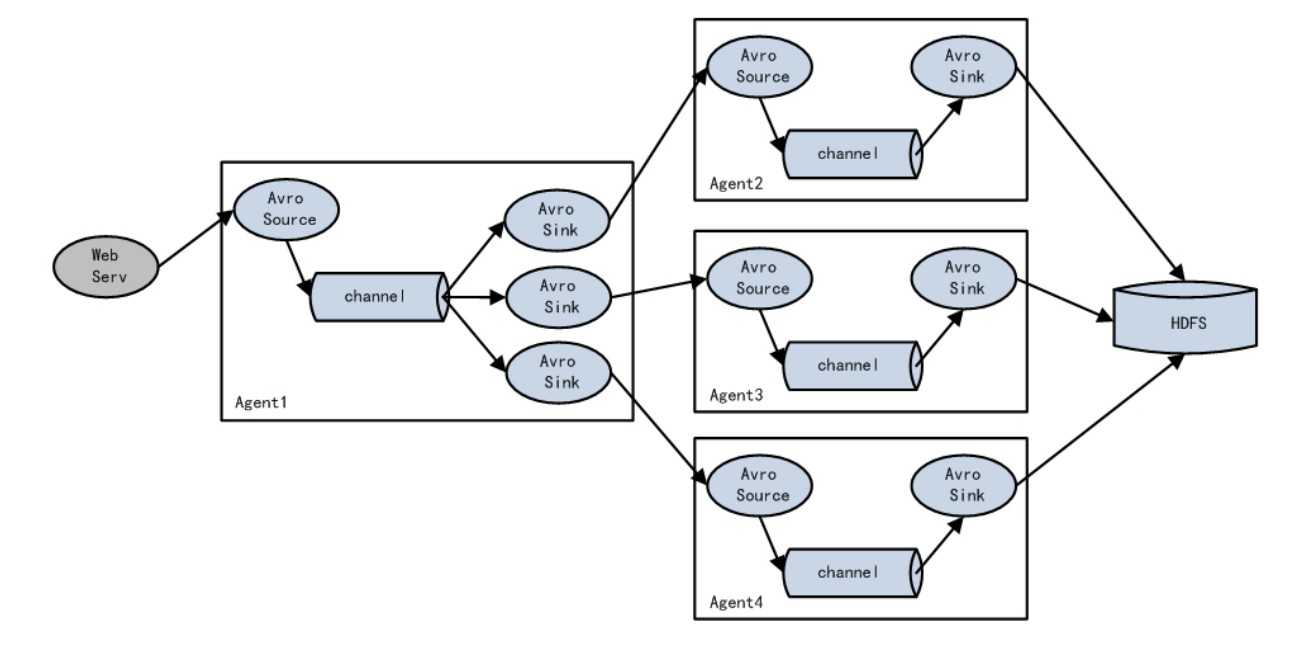 Web
Serv
Avro
Source
channel
Avro
Sink
Avro
Sink
Avro
Sink
Agent1
Avro
Source
channel
Avro
Sink
Agent2
Avro
Source
channel
Avro
Sink
Agent3
Avro
Source
channel
Avro
Sink
Agent4
HDFS